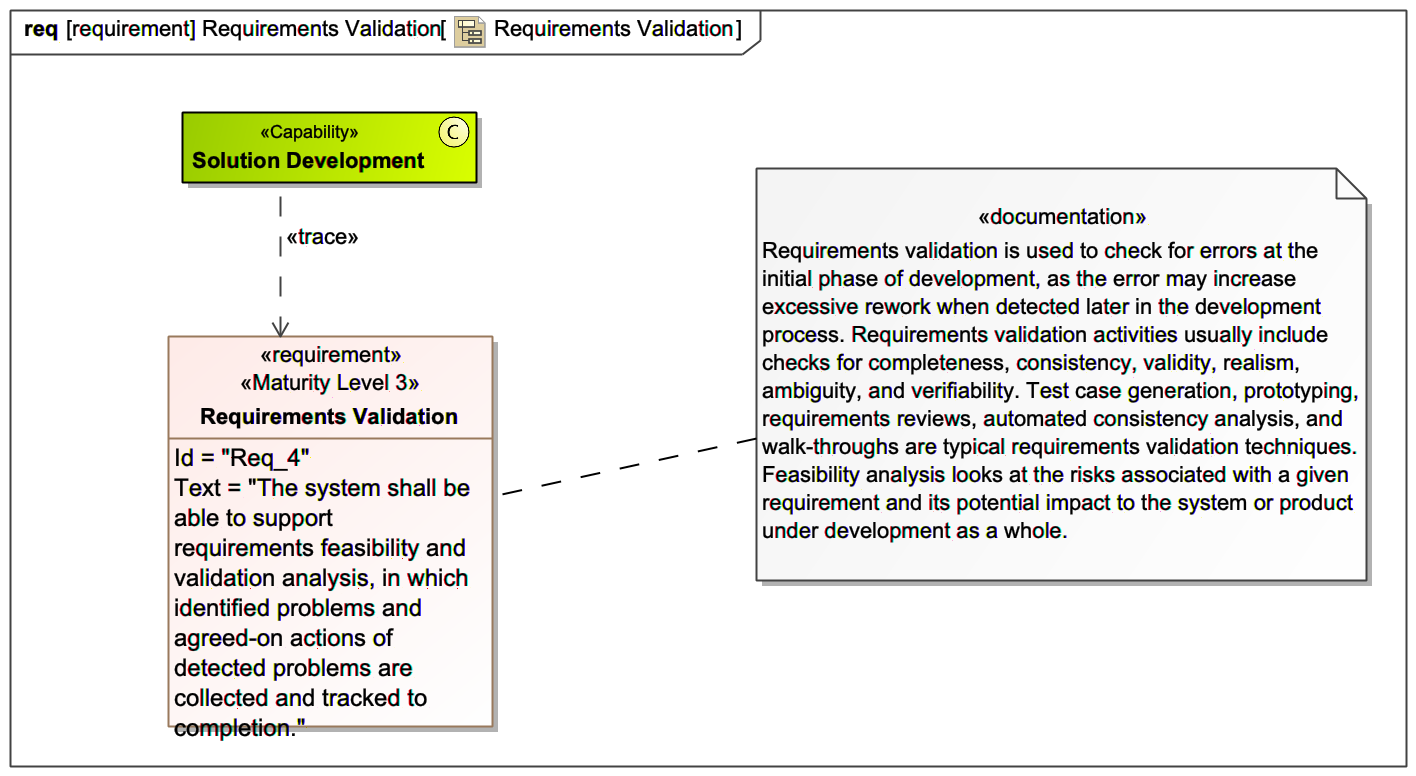 req [requirement] Requirements Validation[ Requirements Validation]
«Capability»
C
Solution Development
«trace»
«requirement»
«Maturity Level 3»
Requirements Validation
Id = "Req_4"
Text = "The system shall be
able to support
requirements feasibility and
validation analysis, in which
identified problems and
agreed-on actions of
detected problems are
collected and tracked to
completion."
«documentation»
Requirements validation is used to check for errors at the
initial phase of development, as the error may increase
excessive rework when detected later in the development
process. Requirements validation activities usually include
checks for completeness, consistency, validity, realism,
ambiguity, and verifiability. Test case generation, prototyping,
requirements reviews, automated consistency analysis, and
walk-throughs are typical requirements validation techniques.
Feasibility analysis looks at the risks associated with a given
requirement and its potential impact to the system or product
under development as a whole.